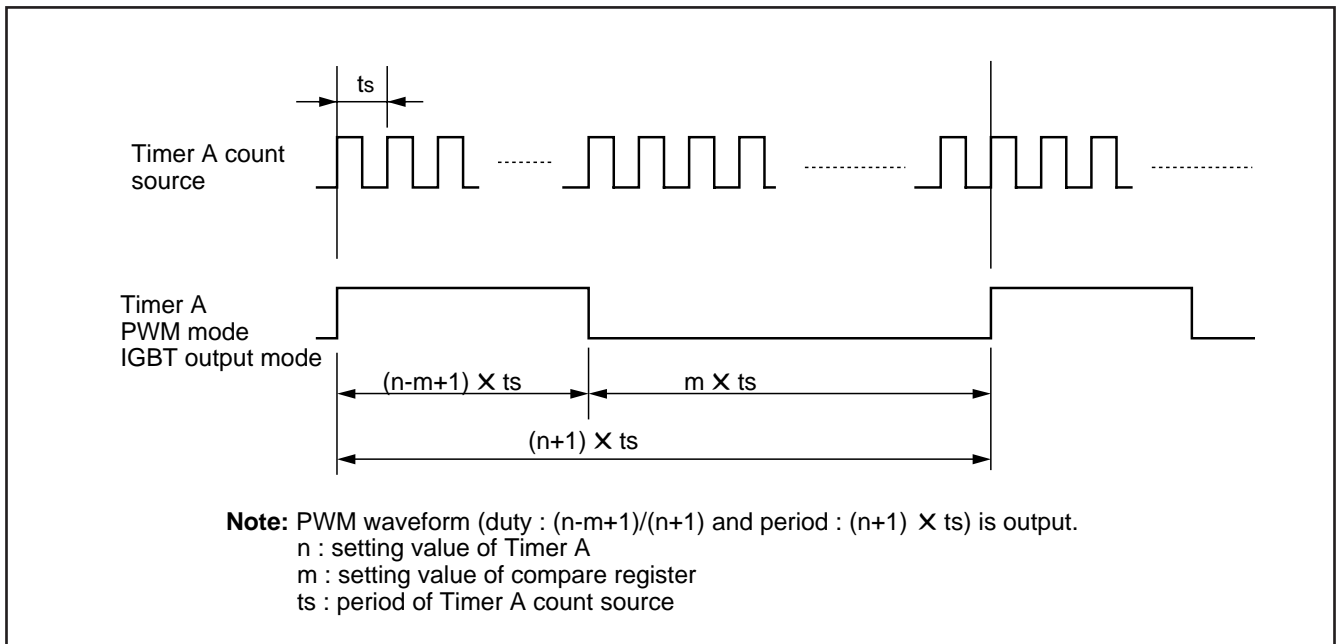 ts
Timer A count
source
Timer A
PWM mode
IGBT output mode
(n-m+1) × ts
m × ts
(n+1) × ts
Note: PWM waveform (duty : (n-m+1)/(n+1) and period : (n+1) × ts) is output.
n : setting value of Timer A
m : setting value of compare register
ts : period of Timer A count source